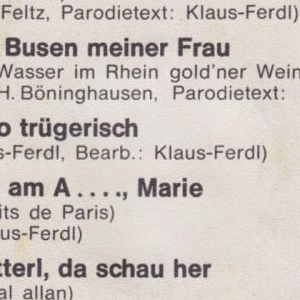 Feltz, Parodietext: Klaus-Ferdl)
Busen meiner Frau
Wasser im Rhein gold'ner Wein
H. Böninghausen, Parodietext:
o trügerisch
s-Ferdl, Bearb.: Klaus-Ferdl)
am A . . . ., Marie
its de Paris)
us-Ferdl)
tterl, da schau her
al allan)